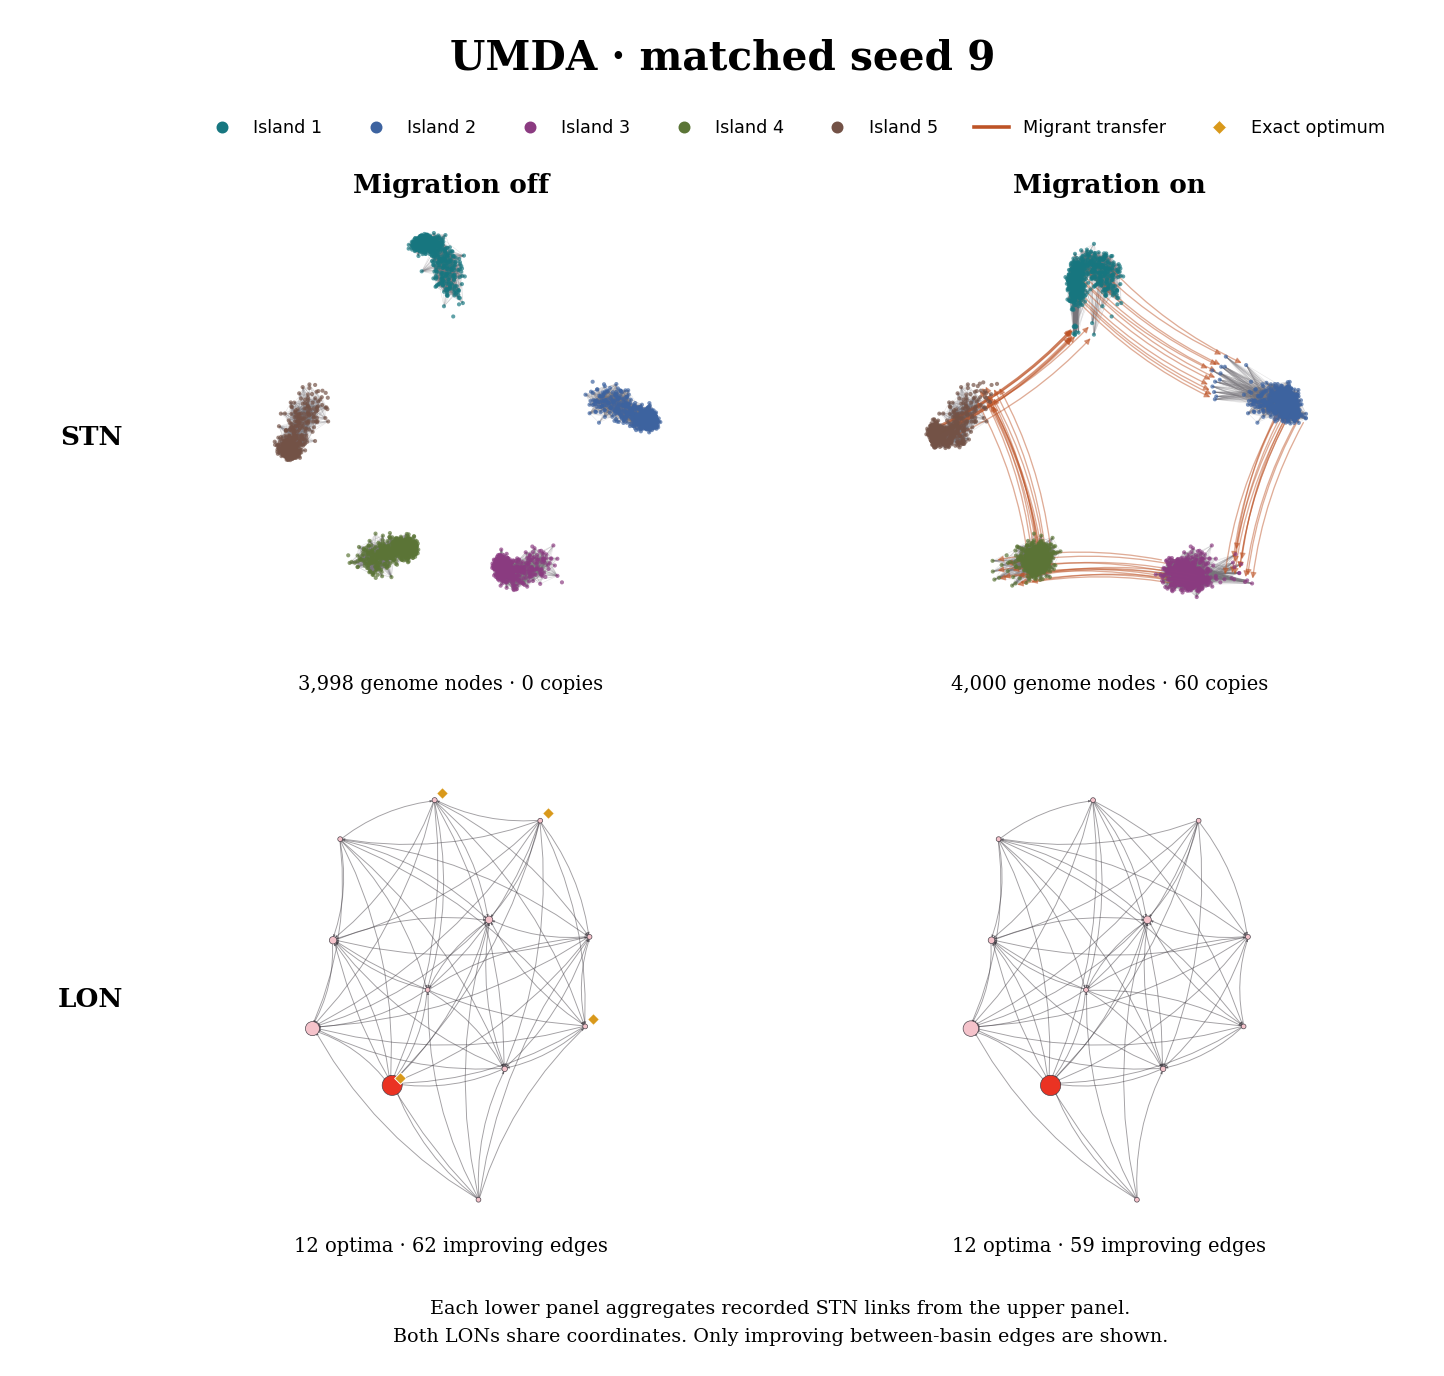 UMDA · matched seed 9
Island 1
Island 2
Island 3
Island 4
Island 5
Migrant transfer
Exact optimum
Migration off
Migration on
STN
3,998 genome nodes · 0 copies
4,000 genome nodes · 60 copies
LON
12 optima · 62 improving edges
12 optima · 59 improving edges
Each lower panel aggregates recorded STN links from the upper panel.
Both LONs share coordinates. Only improving between-basin edges are shown.